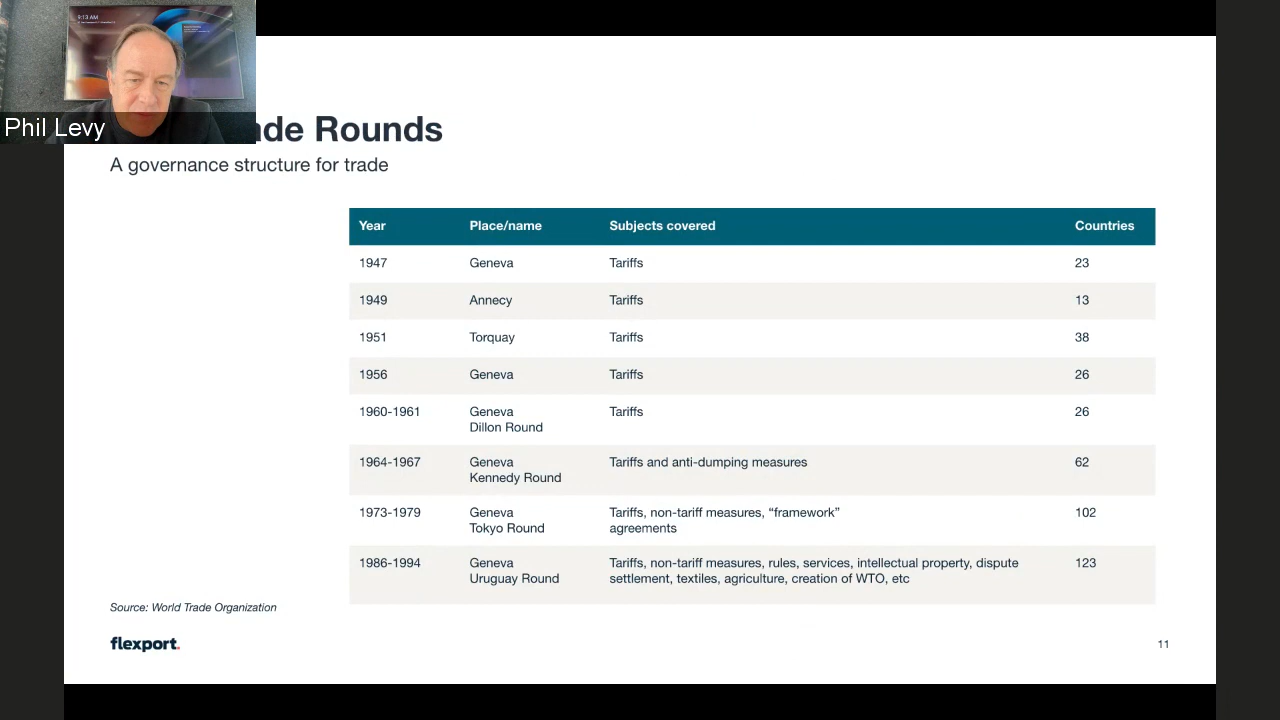 9:13 AM
Phil Levy
ade Rounds
A governance structure for trade
Year Place/name Subjects covered Countries
1947 Geneva Tariffs 23
1949 Annecy Tariffs 13
1951 Torquay Tariffs 38
1956 Geneva Tariffs 26
1960-1961 Geneva Tariffs 26
Dillon Round
1964-1967 Geneva Tariffs and anti-dumping measures 62
Kennedy Round
1973-1979 Geneva Tariffs, non-tariff measures, “framework” 102
Tokyo Round agreements
1986-1994 Geneva Tariffs, non-tariff measures, rules, services, intellectual property, dispute 123
Uruguay Round settlement, textiles, agriculture, creation of WTO, etc
Source: World Trade Organization
flexport.
11